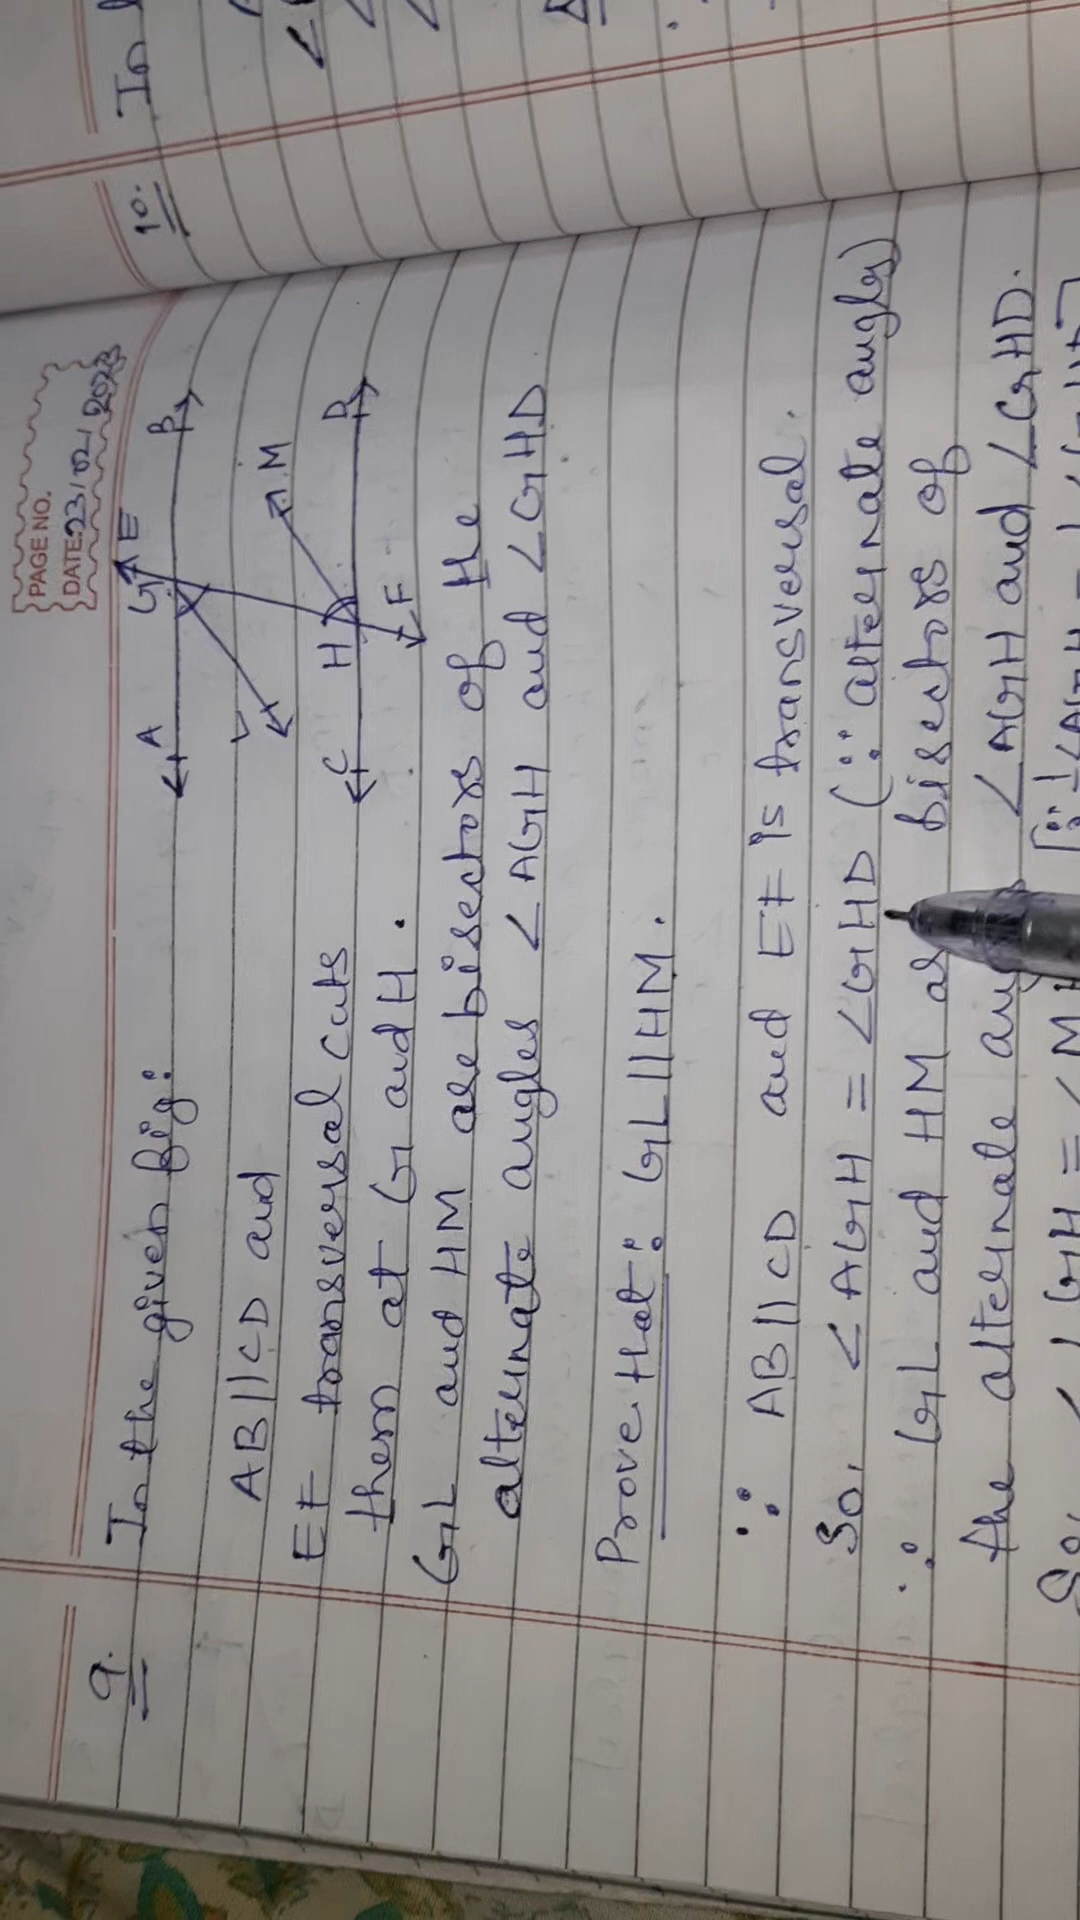 PAGE NO.
DATE: 23/02/2023
9. In the given fig:
E
G
A B
L M
H
C D
F
AB||CD and
EF transversal cuts
them at G and H.
GL and HM are bisectors of the
alternate angles ∠AGH and ∠GHD
Prove that: GL||HM.
∵ AB||CD and EF is transversal.
So, ∠AGH = ∠GHD (∵ alternate angles)
∵ GL and HM as bisectors of
the alternate ∠AGH and ∠GHD.
10. In